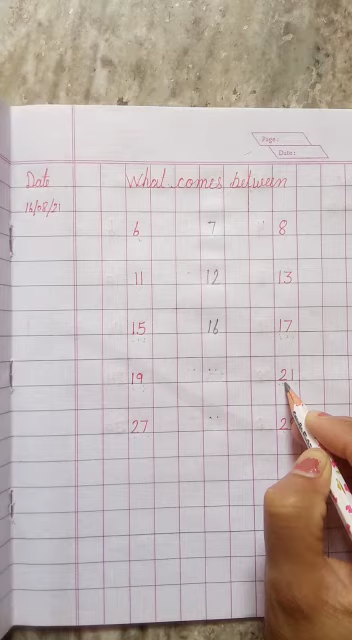 Page:
Date:
Date What comes between
16/08/21
6 7 8
11 12 13
15 16 17
19 21
27